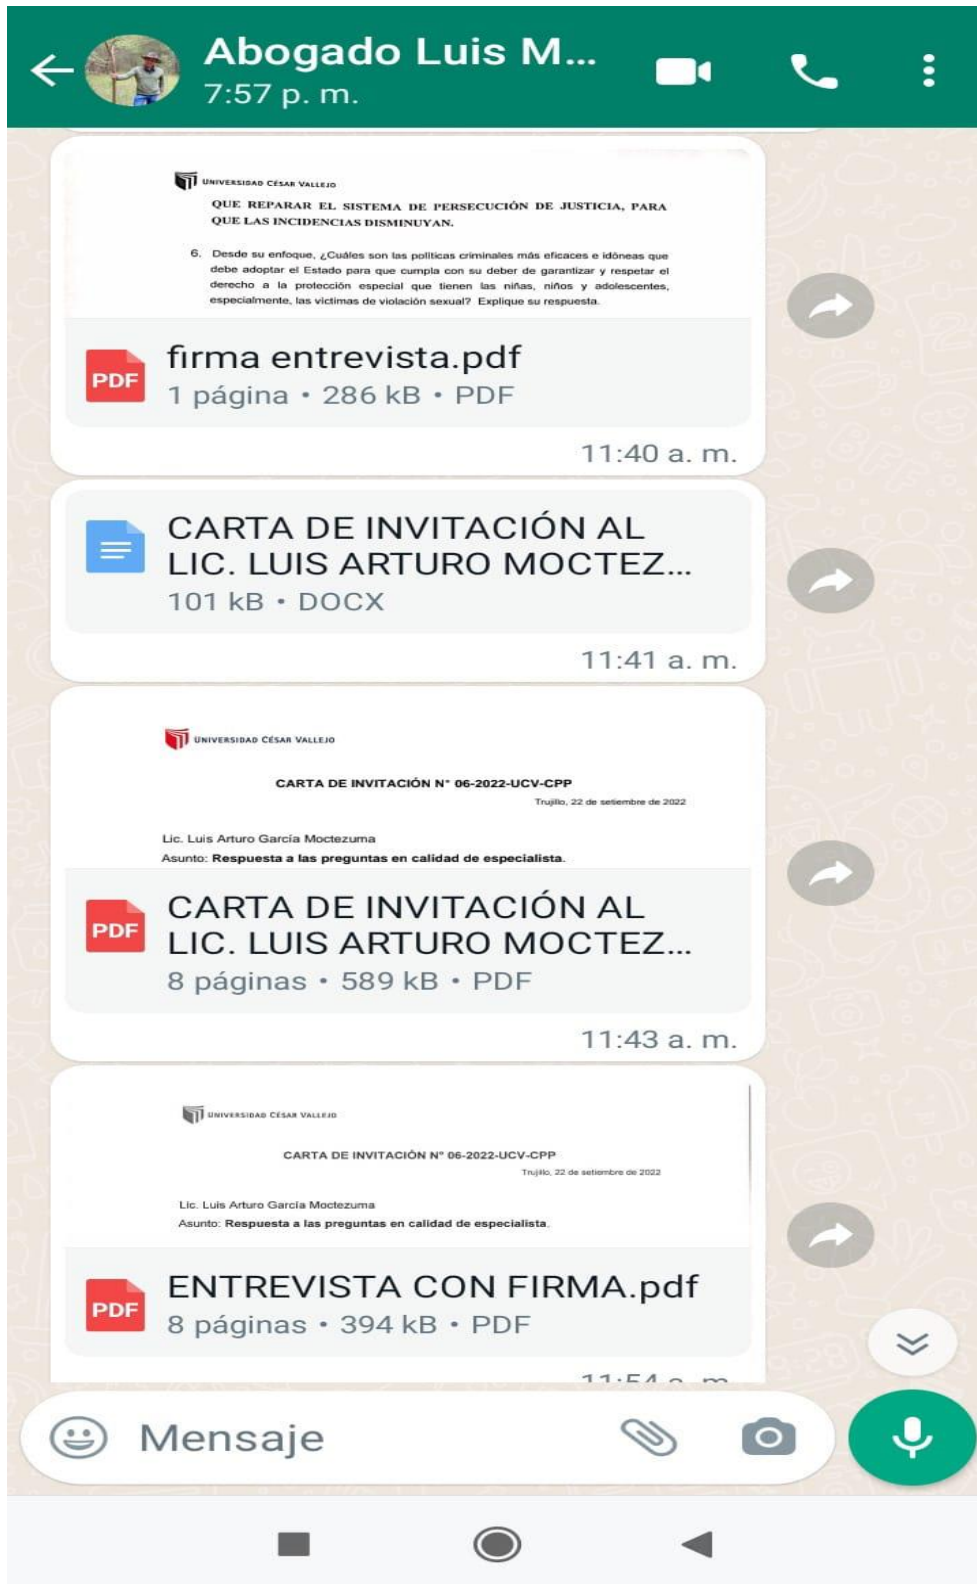 Abogado Luis M...
7:57 p. m.
UNIVERSIDAD CÉSAR VALLEJO
QUE REPARAR EL SISTEMA DE PERSECUCIÓN DE JUSTICIA, PARA
QUE LAS INCIDENCIAS DISMINUYAN.
6. Desde su enfoque, ¿Cuáles son las políticas criminales más eficaces e idóneas que
debe adoptar el Estado para que cumpla con su deber de garantizar y respetar el
derecho a la protección especial que tienen las niñas, niños y adolescentes,
especialmente, las victimas de violación sexual? Explique su respuesta.
PDF
firma entrevista.pdf
1 página • 286 kB • PDF
11:40 a. m.
CARTA DE INVITACIÓN AL
LIC. LUIS ARTURO MOCTEZ...
101 kB • DOCX
11:41 a. m.
UNIVERSIDAD CÉSAR VALLEJO
CARTA DE INVITACIÓN N° 06-2022-UCV-CPP
Trujillo, 22 de setiembre de 2022
Lic. Luis Arturo García Moctezuma
Asunto: Respuesta a las preguntas en calidad de especialista.
PDF
CARTA DE INVITACIÓN AL
LIC. LUIS ARTURO MOCTEZ...
8 páginas • 589 kB • PDF
11:43 a. m.
UNIVERSIDAD CÉSAR VALLEJO
CARTA DE INVITACIÓN N° 06-2022-UCV-CPP
Trujillo, 22 de setiembre de 2022
Lic. Luis Arturo García Moctezuma
Asunto: Respuesta a las preguntas en calidad de especialista.
PDF
ENTREVISTA CON FIRMA.pdf
8 páginas • 394 kB • PDF
11:54 a. m.
Mensaje